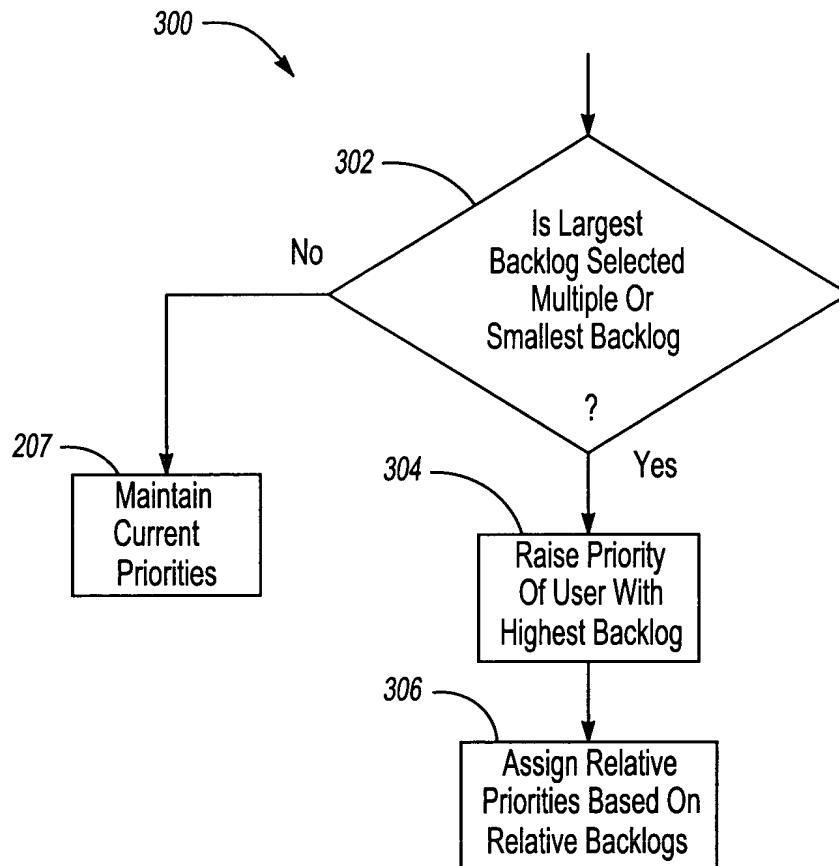 300
302
Is Largest
Backlog Selected
Multiple Or
Smallest Backlog
?
No
Yes
207
Maintain
Current
Priorities
304
Raise Priority
Of User With
Highest Backlog
306
Assign Relative
Priorities Based On
Relative Backlogs